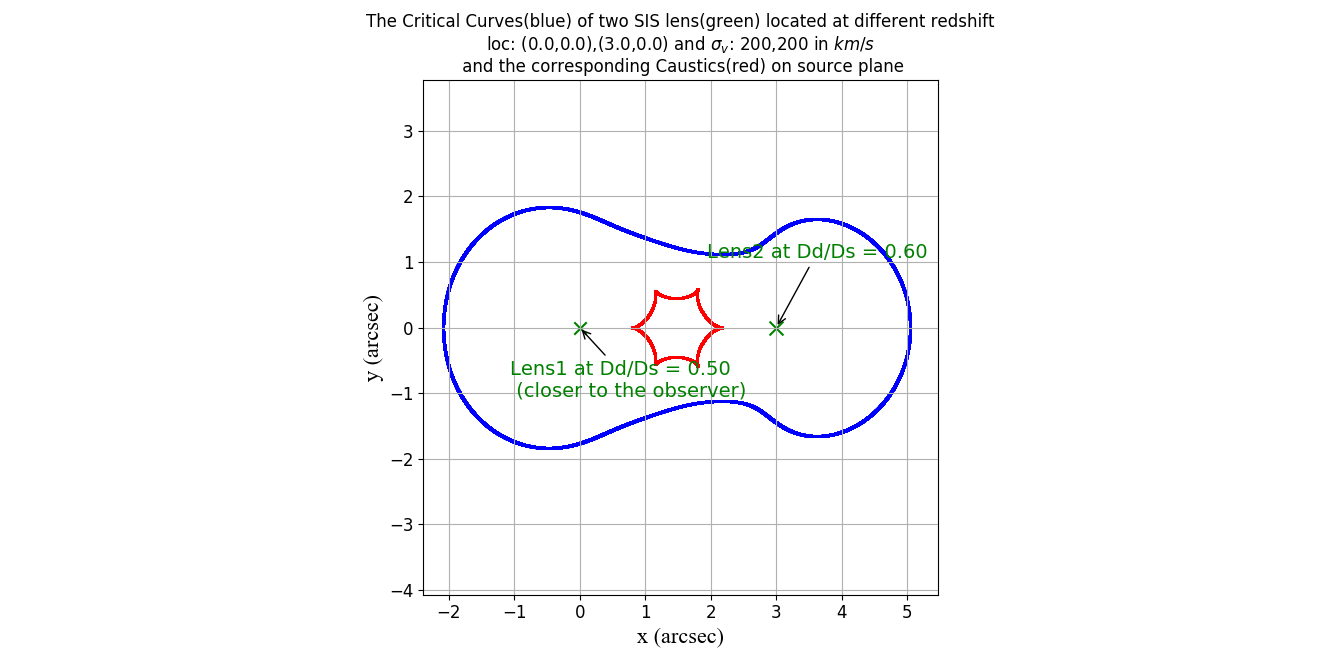 The Critical Curves(blue) of two SIS lens(green) located at different redshift
loc: (0.0,0.0),(3.0,0.0) and σᵥ: 200,200 in km/s
and the corresponding Caustics(red) on source plane
3
2
1
0
−1
−2
−3
−4
y (arcsec)
Lens2 at Dd/Ds = 0.60
Lens1 at Dd/Ds = 0.50
(closer to the observer)
−2 −1 0 1 2 3 4 5
x (arcsec)